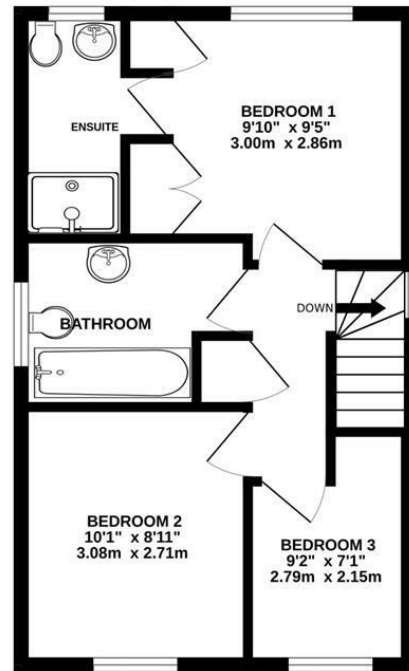 BEDROOM 1
9'10" x 9'5"
3.00m x 2.86m
ENSUITE
DOWN
BATHROOM
BEDROOM 2
10'1" x 8'11"
3.08m x 2.71m
BEDROOM 3
9'2" x 7'1"
2.79m x 2.15m